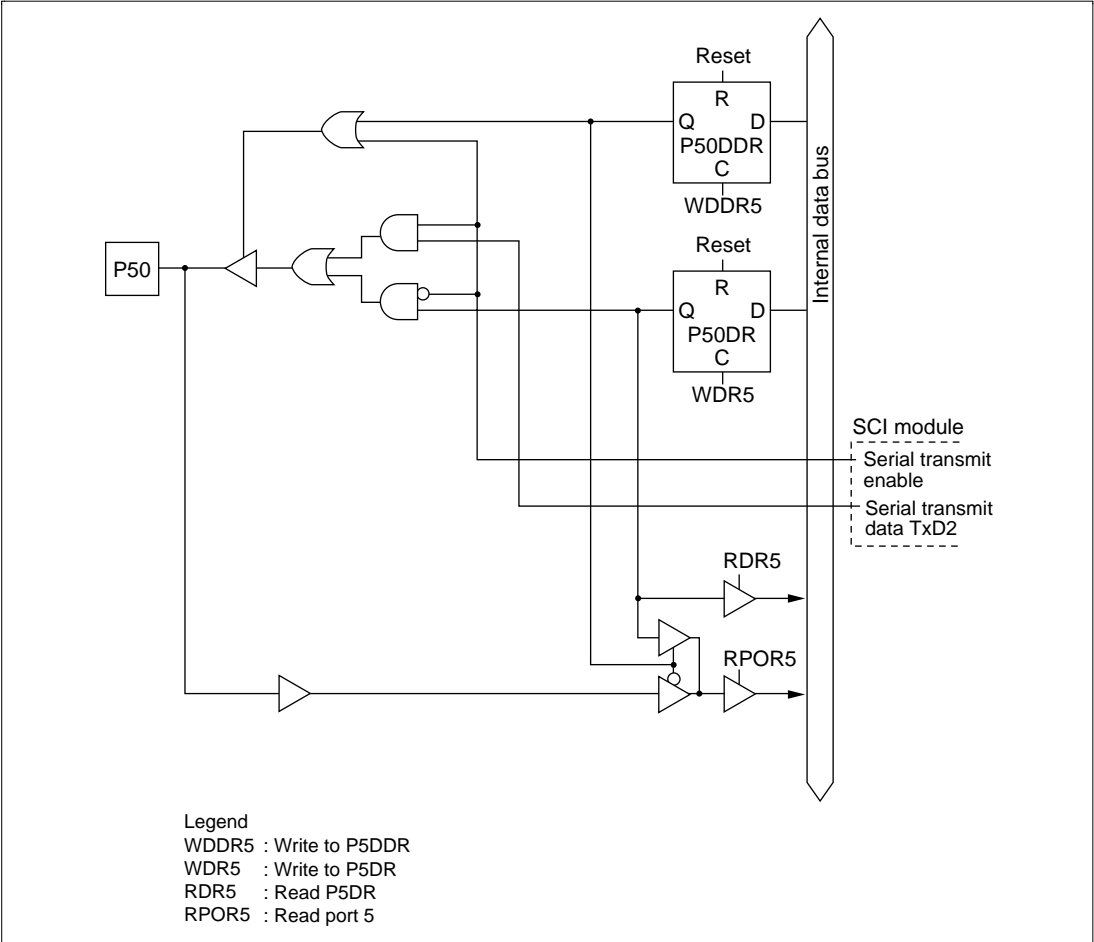 Reset
R
Q D
P50DDR
C
WDDR5
Reset
R
Q D
P50DR
C
WDR5
P50
Internal data bus
SCI module
Serial transmit
enable
Serial transmit
data TxD2
RDR5
RPOR5
Legend
WDDR5 : Write to P5DDR
WDR5 : Write to P5DR
RDR5 : Read P5DR
RPOR5 : Read port 5